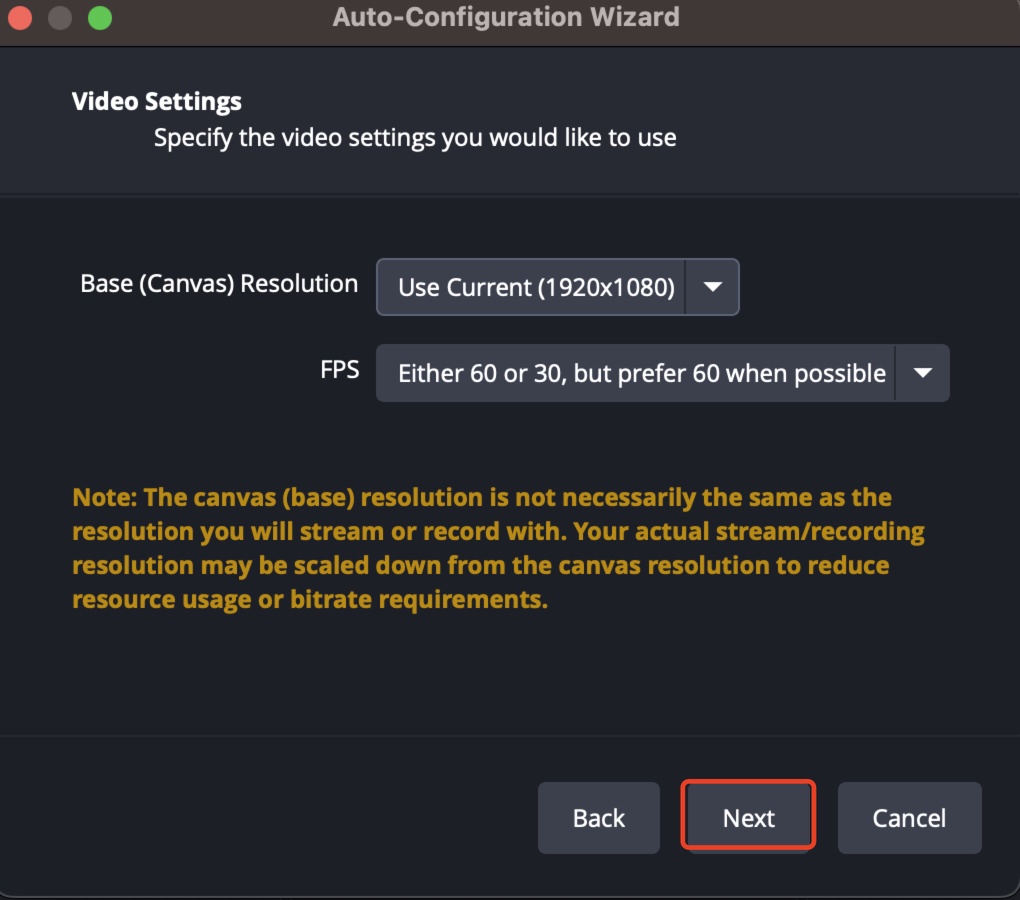 Auto-Configuration Wizard
Video Settings
Specify the video settings you would like to use
Base (Canvas) Resolution
Use Current (1920x1080)
FPS
Either 60 or 30, but prefer 60 when possible
Note: The canvas (base) resolution is not necessarily the same as the
resolution you will stream or record with. Your actual stream/recording
resolution may be scaled down from the canvas resolution to reduce
resource usage or bitrate requirements.
Back
Next
Cancel